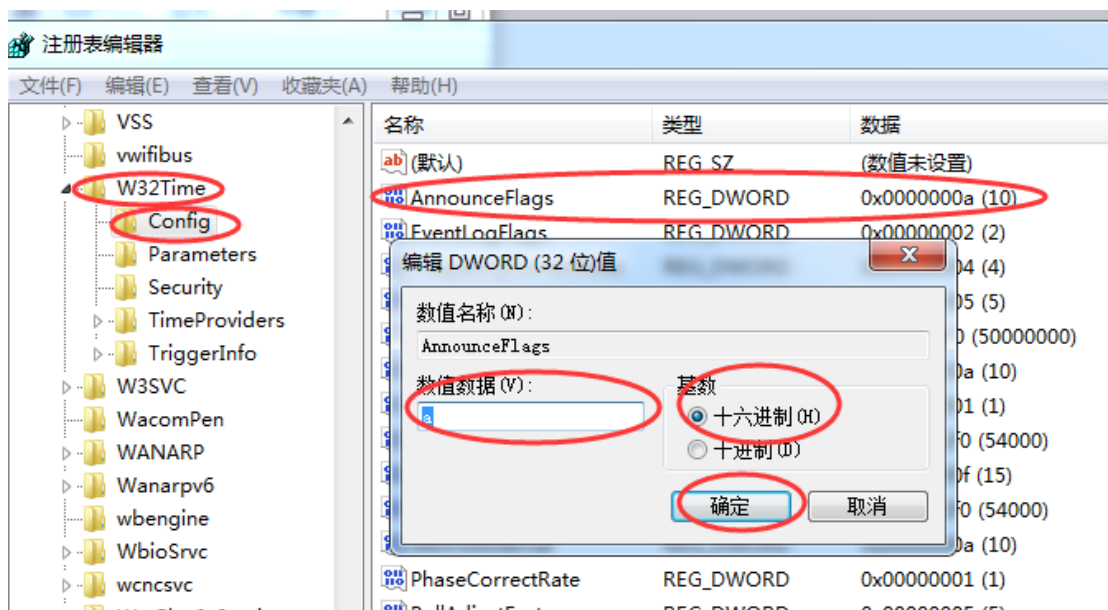 注册表编辑器
文件(F) 编辑(E) 查看(V) 收藏夹(A) 帮助(H)
VSS
vwifibus
W32Time
Config
Parameters
Security
TimeProviders
TriggerInfo
W3SVC
WacomPen
WANARP
Wanarpv6
wbengine
WbioSrvc
wcncsvc
名称 类型 数据
(默认) REG_SZ (数值未设置)
AnnounceFlags REG_DWORD 0x0000000a (10)
EventLogFlags REG_DWORD 0x00000002 (2)
04 (4)
05 (5)
0 (50000000)
0a (10)
01 (1)
f0 (54000)
0f (15)
f0 (54000)
0a (10)
PhaseCorrectRate REG_DWORD 0x00000001 (1)
编辑 DWORD (32 位)值
数值名称(N):
AnnounceFlags
数值数据(V):
a
基数
十六进制(H)
十进制(D)
确定 取消